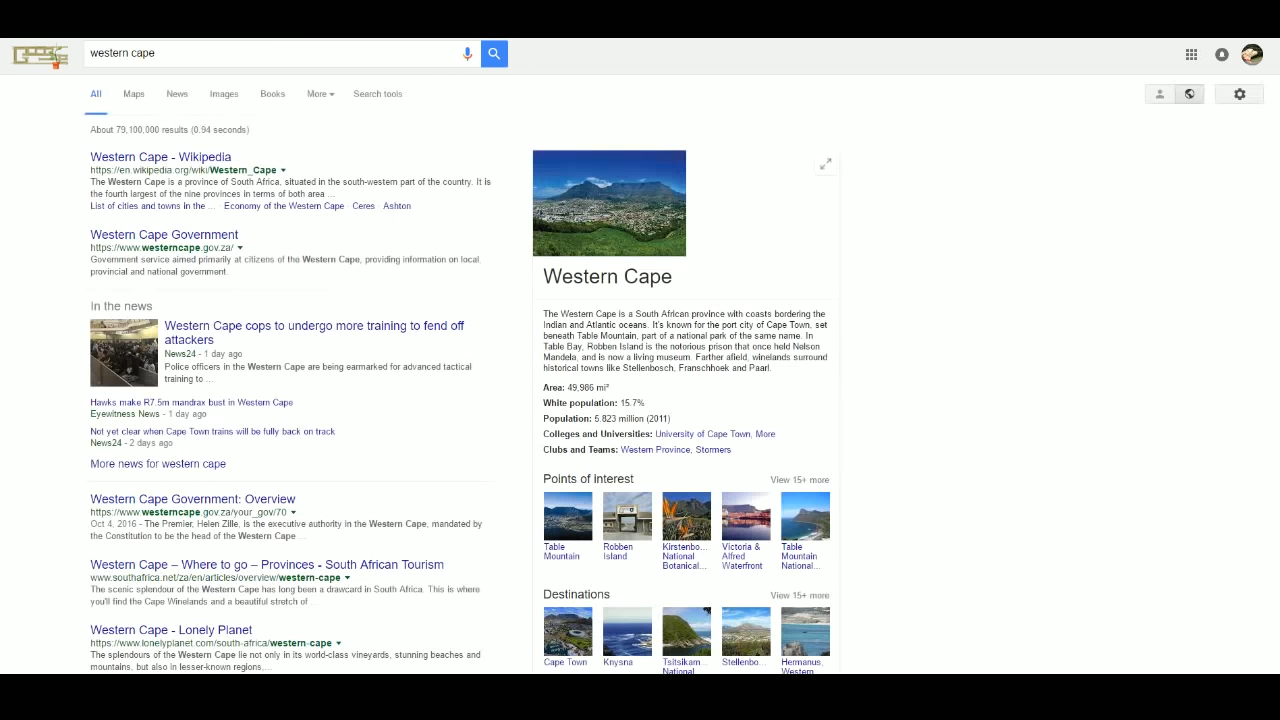 western cape
All Maps News Images Books More Search tools
About 79,100,000 results (0.94 seconds)
Western Cape - Wikipedia
https://en.wikipedia.org/wiki/Western_Cape
The Western Cape is a province of South Africa, situated in the south-western part of the country. It is
the fourth largest of the nine provinces in terms of both area ...
List of cities and towns in the ... Economy of the Western Cape Ceres Ashton
Western Cape Government
https://www.westerncape.gov.za/
Government service aimed primarily at citizens of the Western Cape, providing information on local,
provincial and national government.
In the news
Western Cape cops to undergo more training to fend off
attackers
News24 - 1 day ago
Police officers in the Western Cape are being earmarked for advanced tactical
training to ...
Hawks make R7.5m mandrax bust in Western Cape
Eyewitness News - 1 day ago
Not yet clear when Cape Town trains will be fully back on track
News24 - 2 days ago
More news for western cape
Western Cape Government: Overview
https://www.westerncape.gov.za/your_gov/70
Oct 4, 2016 - The Premier, Helen Zille, is the executive authority in the Western Cape, mandated by
the Constitution to be the head of the Western Cape ...
Western Cape – Where to go – Provinces - South African Tourism
www.southafrica.net/za/en/articles/overview/western-cape
The scenic splendour of the Western Cape has long been a drawcard in South Africa. This is where
you'll find the Cape Winelands and a beautiful stretch of ...
Western Cape - Lonely Planet
https://www.lonelyplanet.com/south-africa/western-cape
The splendours of the Western Cape lie not only in its world-class vineyards, stunning beaches and
mountains, but also in lesser-known regions,...
Western Cape
The Western Cape is a South African province with coasts bordering the
Indian and Atlantic oceans. It's known for the port city of Cape Town, set
beneath Table Mountain, part of a national park of the same name. In
Table Bay, Robben Island is the notorious prison that once held Nelson
Mandela, and is now a living museum. Farther afield, winelands surround
historical towns like Stellenbosch, Franschhoek and Paarl.
Area: 49,986 mi²
White population: 15.7%
Population: 5.823 million (2011)
Colleges and Universities: University of Cape Town, More
Clubs and Teams: Western Province, Stormers
Points of interest View 15+ more
Table Mountain
Robben Island
Kirstenbo... National Botanical...
Victoria & Alfred Waterfront
Table Mountain National...
Destinations View 15+ more
Cape Town
Knysna
Tsitsikam... National
Stellenbo...
Hermanus, Western